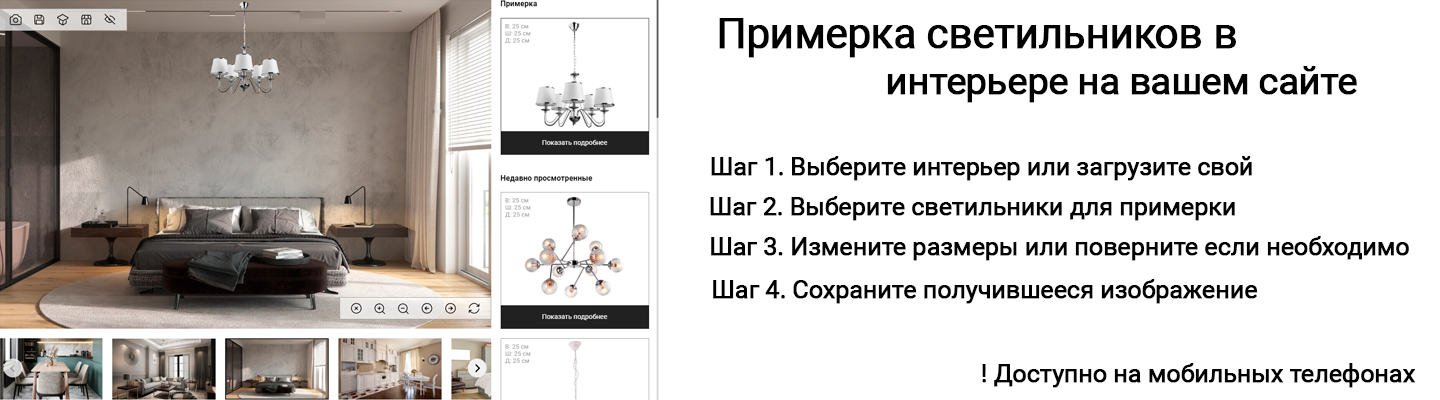 Примерка
В: 25 см
Ш: 25 см
Д: 25 см
Показать подробнее
Недавно просмотренные
В: 25 см
Ш: 25 см
Д: 25 см
Показать подробнее
В: 25 см
Ш: 25 см
Д: 25 см
Примерка светильников в
интерьере на вашем сайте
Шаг 1. Выберите интерьер или загрузите свой
Шаг 2. Выберите светильники для примерки
Шаг 3. Измените размеры или поверните если необходимо
Шаг 4. Сохраните получившееся изображение
! Доступно на мобильных телефонах